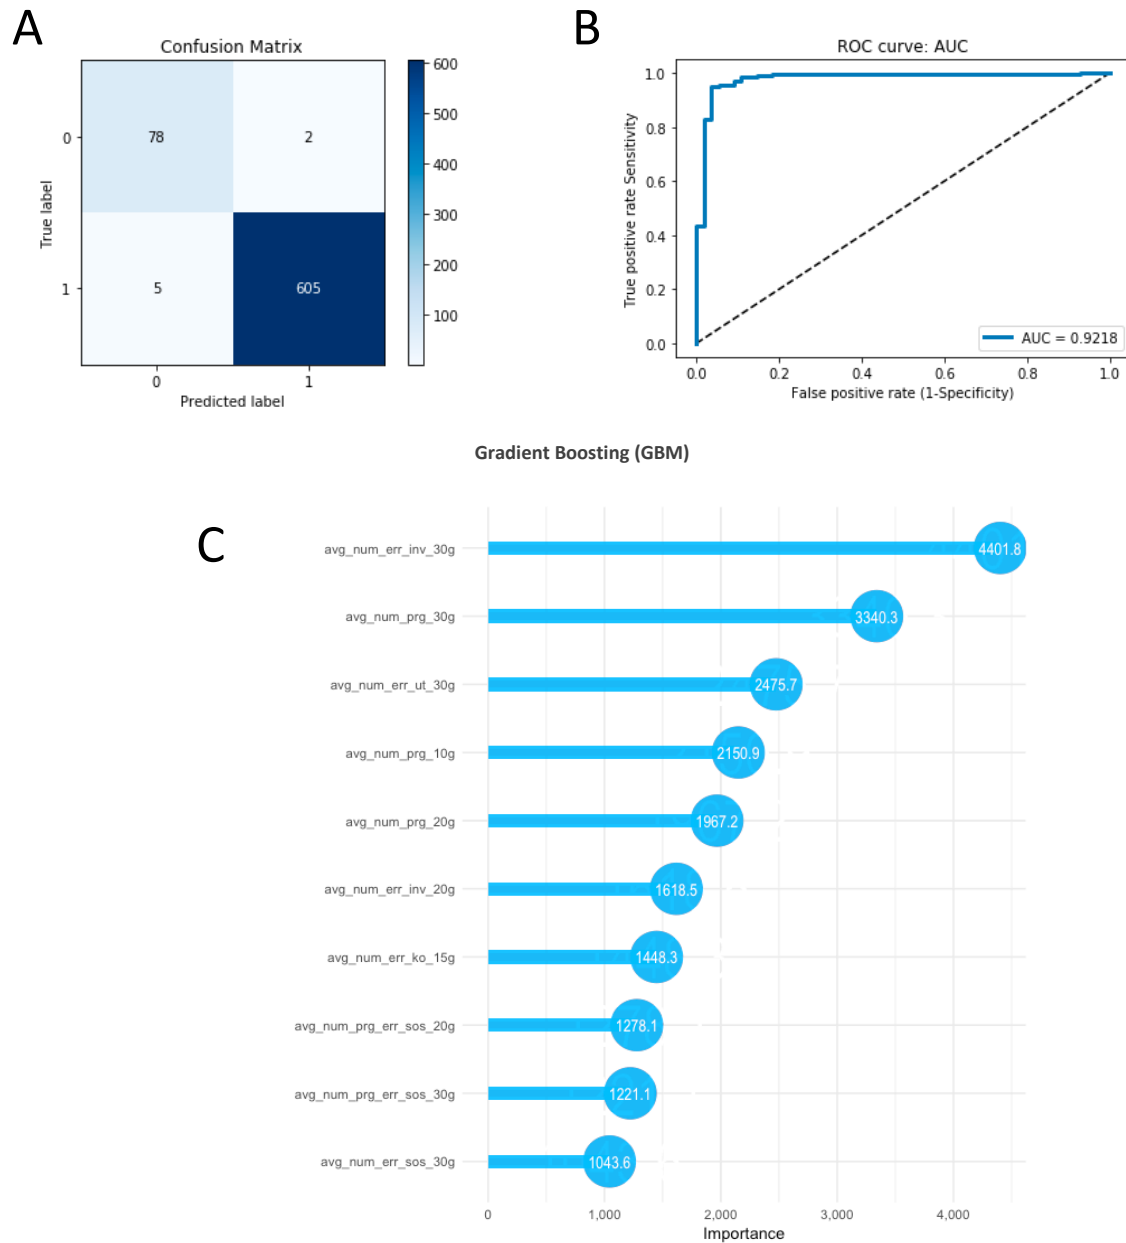 A
Confusion Matrix
0
78
2
1
5
605
0
1
True label
Predicted label
600
500
400
300
200
100
B
ROC curve: AUC
1.0
0.8
0.6
0.4
0.2
0.0
True positive rate Sensitivity
AUC = 0.9218
0.0
0.2
0.4
0.6
0.8
1.0
False positive rate (1-Specificity)
Gradient Boosting (GBM)
C
avg_num_err_inv_30g
4401.8
avg_num_prg_30g
3340.3
avg_num_err_ut_30g
2475.7
avg_num_prg_10g
2150.9
avg_num_prg_20g
1967.2
avg_num_err_inv_20g
1618.5
avg_num_err_ko_15g
1448.3
avg_num_prg_err_sos_20g
1278.1
avg_num_prg_err_sos_30g
1221.1
avg_num_err_sos_30g
1043.6
0
1,000
2,000
3,000
4,000
Importance